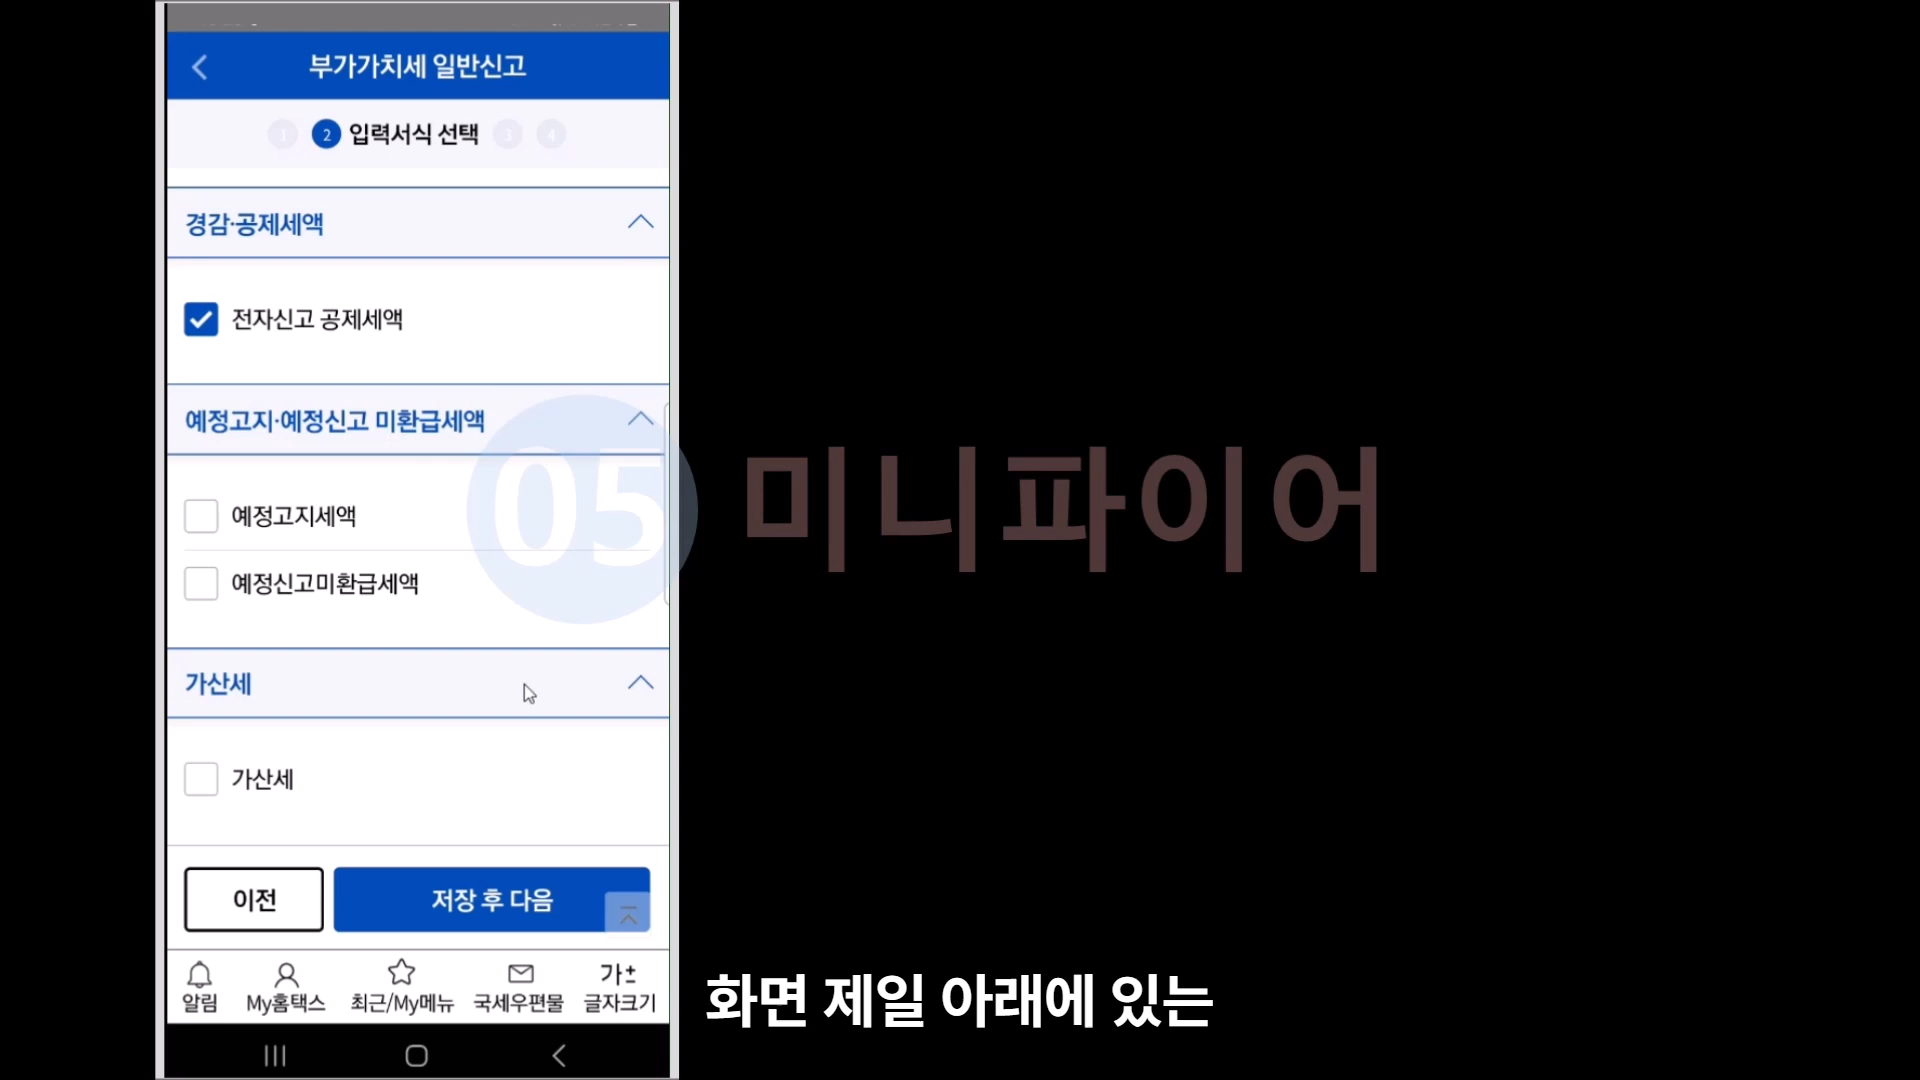 부가가치세 일반신고
1 2 입력서식 선택 3 4
경감·공제세액
전자신고 공제세액
예정고지·예정신고 미환급세액
05 미니파이어
예정고지세액
예정신고미환급세액
가산세
가산세
이전 저장 후 다음
알림 My홈택스 최근/My메뉴 국세우편물 가± 글자크기
화면 제일 아래에 있는